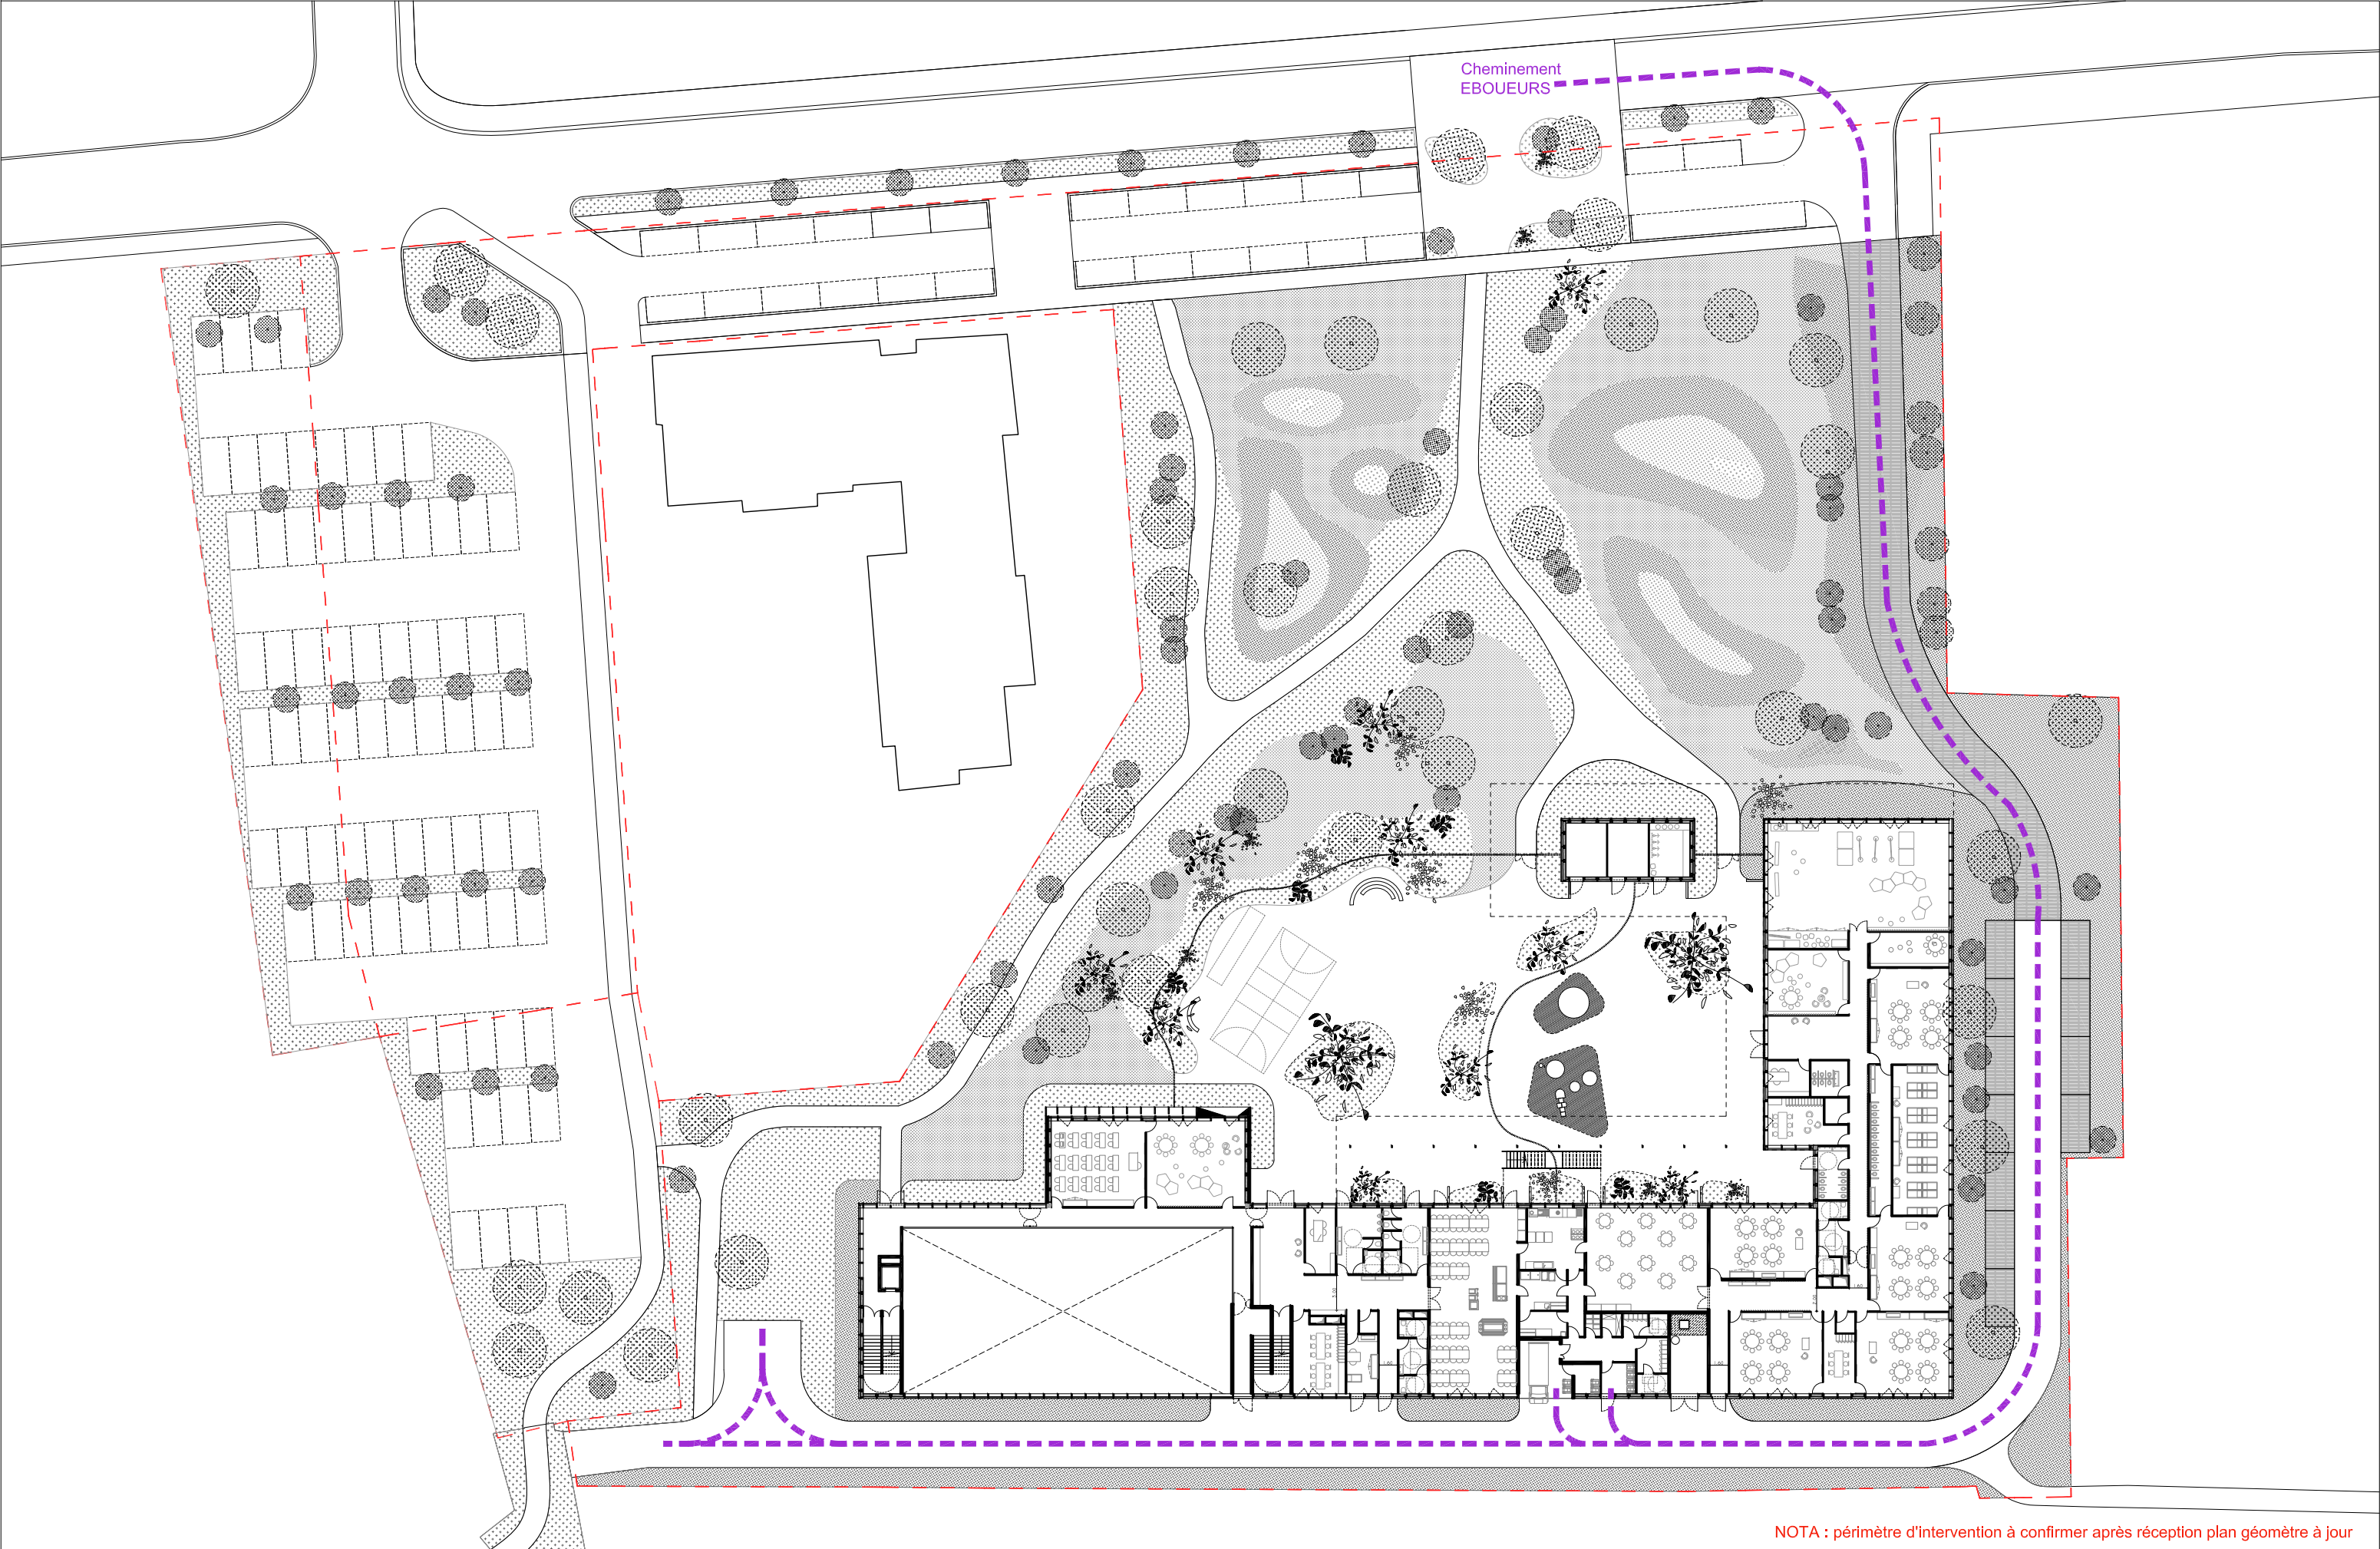 Cheminement
EBOUEURS
NOTA : périmètre d'intervention à confirmer après réception plan géomètre à jour